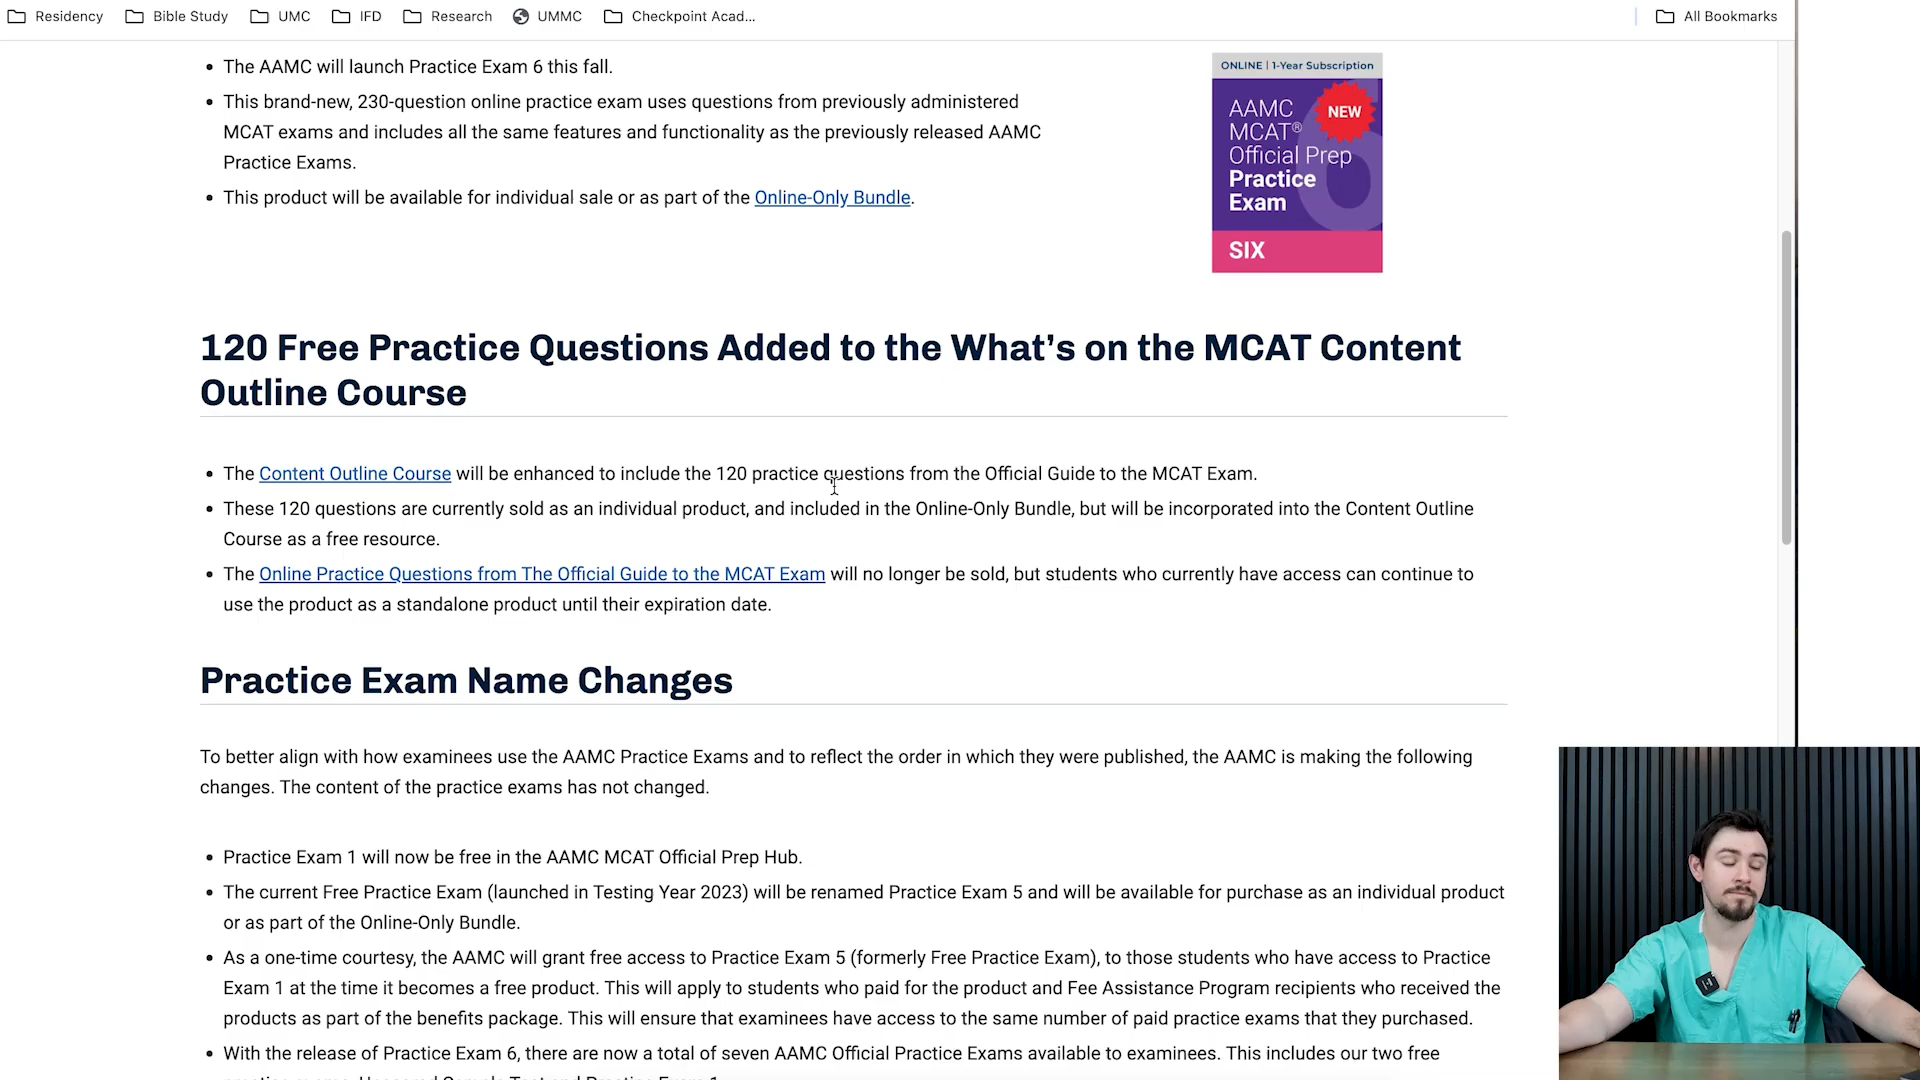 Residency Bible Study UMC IFD Research UMMC Checkpoint Acad... All Bookmarks
• The AAMC will launch Practice Exam 6 this fall.
• This brand-new, 230-question online practice exam uses questions from previously administered
MCAT exams and includes all the same features and functionality as the previously released AAMC
Practice Exams.
• This product will be available for individual sale or as part of the Online-Only Bundle.
ONLINE | 1-Year Subscription
NEW
AAMC
MCAT®
Official Prep
Practice
Exam
6
SIX
120 Free Practice Questions Added to the What's on the MCAT Content
Outline Course
• The Content Outline Course will be enhanced to include the 120 practice questions from the Official Guide to the MCAT Exam.
• These 120 questions are currently sold as an individual product, and included in the Online-Only Bundle, but will be incorporated into the Content Outline
Course as a free resource.
• The Online Practice Questions from The Official Guide to the MCAT Exam will no longer be sold, but students who currently have access can continue to
use the product as a standalone product until their expiration date.
Practice Exam Name Changes
To better align with how examinees use the AAMC Practice Exams and to reflect the order in which they were published, the AAMC is making the following
changes. The content of the practice exams has not changed.
• Practice Exam 1 will now be free in the AAMC MCAT Official Prep Hub.
• The current Free Practice Exam (launched in Testing Year 2023) will be renamed Practice Exam 5 and will be available for purchase as an individual product
or as part of the Online-Only Bundle.
• As a one-time courtesy, the AAMC will grant free access to Practice Exam 5 (formerly Free Practice Exam), to those students who have access to Practice
Exam 1 at the time it becomes a free product. This will apply to students who paid for the product and Fee Assistance Program recipients who received the
products as part of the benefits package. This will ensure that examinees have access to the same number of paid practice exams that they purchased.
• With the release of Practice Exam 6, there are now a total of seven AAMC Official Practice Exams available to examinees. This includes our two free